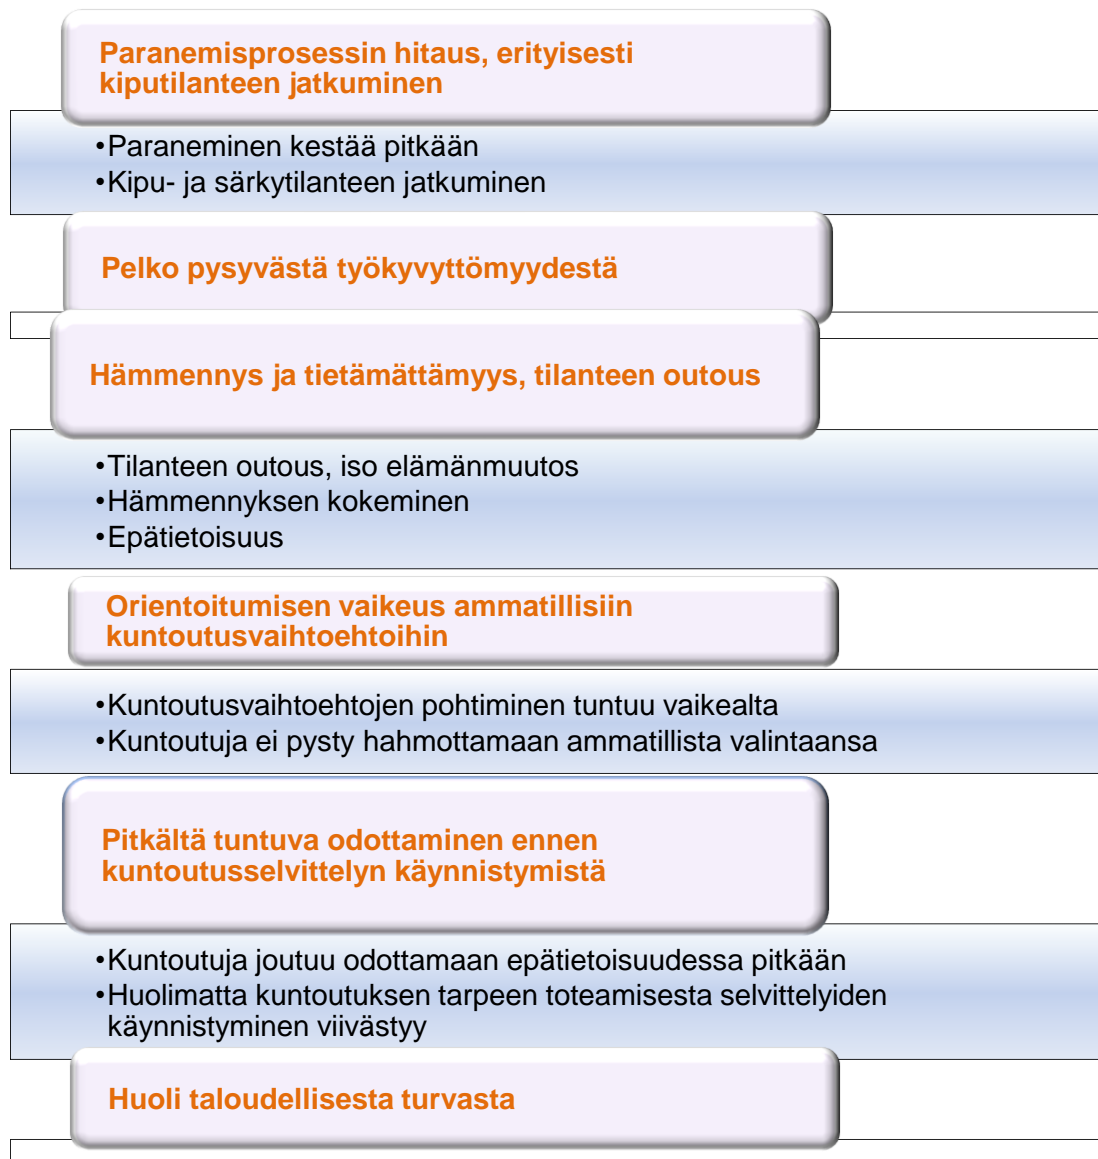 Paranemisprosessin hitaus, erityisesti
kiputilanteen jatkuminen
•Paraneminen kestää pitkään
•Kipu- ja särkytilanteen jatkuminen
Pelko pysyvästä työkyvyttömyydestä
Hämmennys ja tietämättämyys, tilanteen outous
•Tilanteen outous, iso elämänmuutos
•Hämmennyksen kokeminen
•Epätietoisuus
Orientoitumisen vaikeus ammatillisiin
kuntoutusvaihtoehtoihin
•Kuntoutusvaihtoehtojen pohtiminen tuntuu vaikealta
•Kuntoutuja ei pysty hahmottamaan ammatillista valintaansa
Pitkältä tuntuva odottaminen ennen
kuntoutusselvittelyn käynnistymistä
•Kuntoutuja joutuu odottamaan epätietoisuudessa pitkään
•Huolimatta kuntoutuksen tarpeen toteamisesta selvittelyiden
käynnistyminen viivästyy
Huoli taloudellisesta turvasta